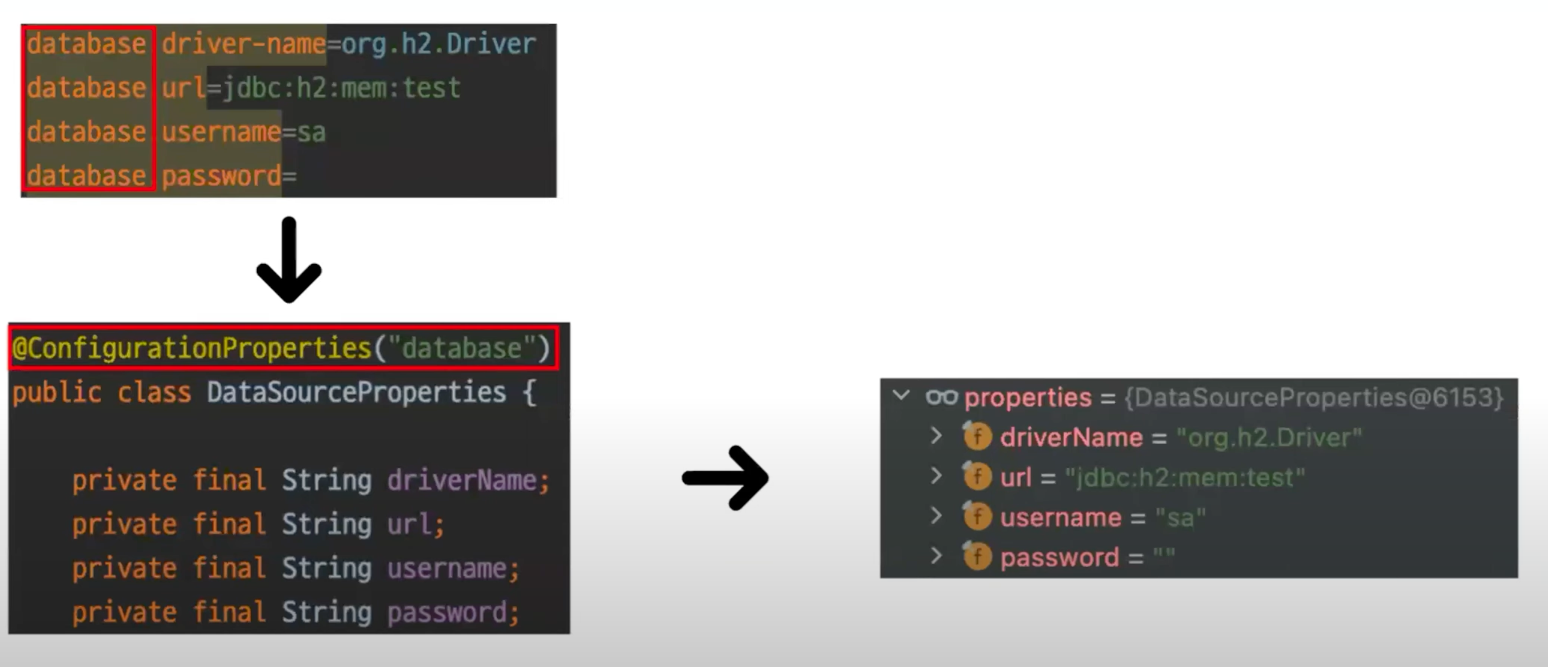 database driver-name=org.h2.Driver
database url=jdbc:h2:mem:test
database username=sa
database password=
@ConfigurationProperties("database")
public class DataSourceProperties {
private final String driverName;
private final String url;
private final String username;
private final String password;
properties = {DataSourceProperties@6153}
f driverName = "org.h2.Driver"
f url = "jdbc:h2:mem:test"
f username = "sa"
f password = ""